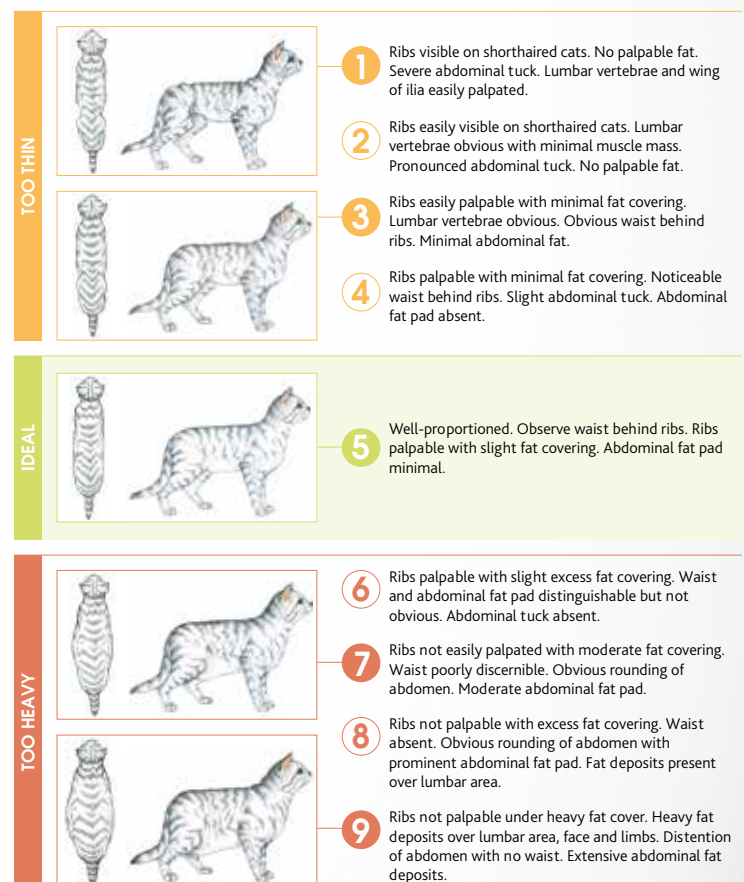 TOO THIN
1
Ribs visible on shorthaired cats. No palpable fat.
Severe abdominal tuck. Lumbar vertebrae and wing
of ilia easily palpated.
2
Ribs easily visible on shorthaired cats. Lumbar
vertebrae obvious with minimal muscle mass.
Pronounced abdominal tuck. No palpable fat.
3
Ribs easily palpable with minimal fat covering.
Lumbar vertebrae obvious. Obvious waist behind
ribs. Minimal abdominal fat.
4
Ribs palpable with minimal fat covering. Noticeable
waist behind ribs. Slight abdominal tuck. Abdominal
fat pad absent.
IDEAL
5
Well-proportioned. Observe waist behind ribs. Ribs
palpable with slight fat covering. Abdominal fat pad
minimal.
TOO HEAVY
6
Ribs palpable with slight excess fat covering. Waist
and abdominal fat pad distinguishable but not
obvious. Abdominal tuck absent.
7
Ribs not easily palpated with moderate fat covering.
Waist poorly discernible. Obvious rounding of
abdomen. Moderate abdominal fat pad.
8
Ribs not palpable with excess fat covering. Waist
absent. Obvious rounding of abdomen with
prominent abdominal fat pad. Fat deposits present
over lumbar area.
9
Ribs not palpable under heavy fat cover. Heavy fat
deposits over lumbar area, face and limbs. Distention
of abdomen with no waist. Extensive abdominal fat
deposits.